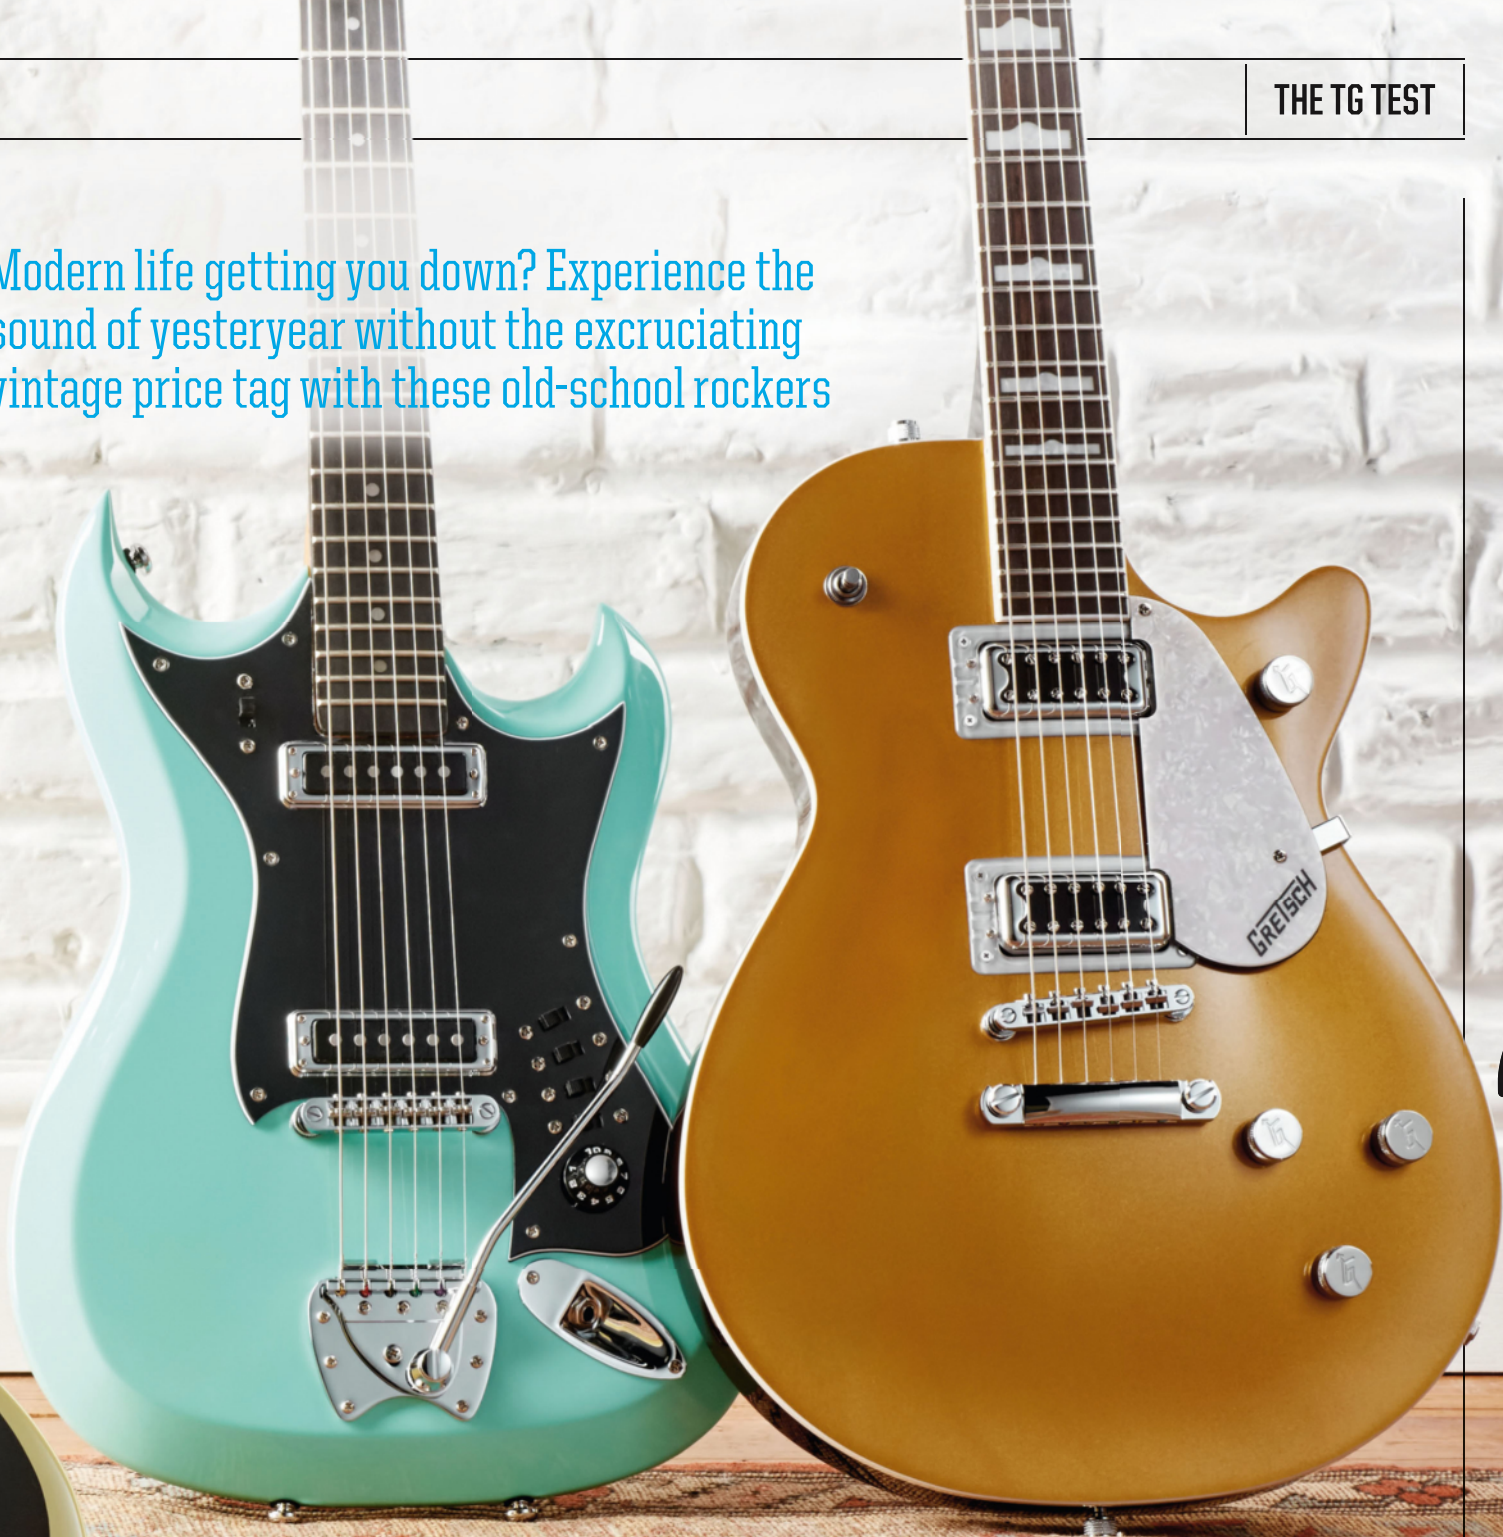 THE TG TEST
Modern life getting you down? Experience the
sound of yesteryear without the excruciating
vintage price tag with these old-school rockers
GRETSCH